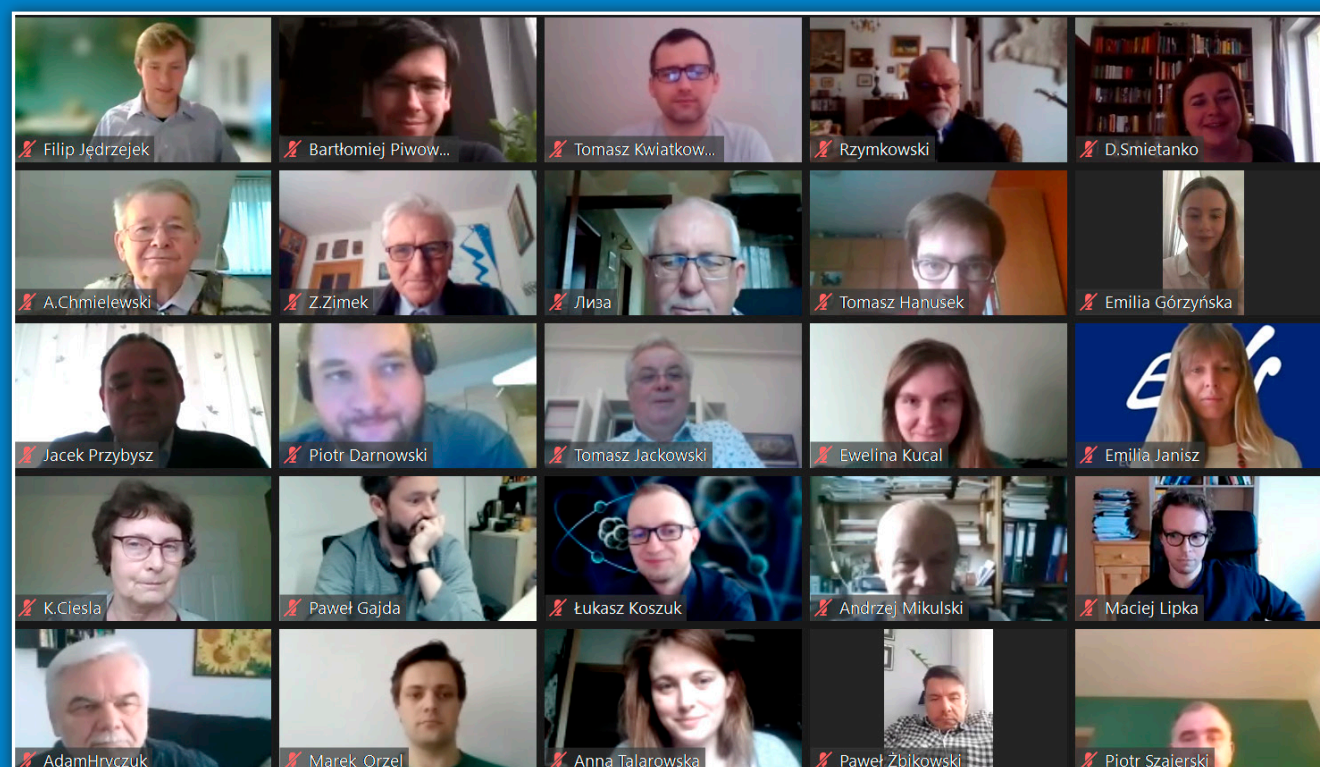 Filip Jędrzejek
Bartłomiej Piwow...
Tomasz Kwiatkow...
Rzymkowski
D.Smietanko
A.Chmielewski
Z.Zimek
Лиза
Tomasz Hanusek
Emilia Górzyńska
Jacek Przybysz
Piotr Darnowski
Tomasz Jackowski
Ewelina Kucal
Emilia Janisz
K.Ciesla
Paweł Gajda
Łukasz Koszuk
Andrzej Mikulski
Maciej Lipka
AdamHryczuk
Marek Orzel
Anna Talarowska
Paweł Żbikowski
Piotr Szajerski